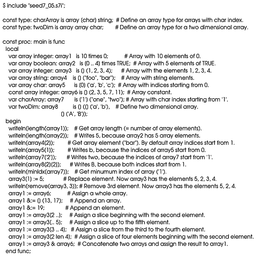 $ include "seed7_05.s7i";
const type: charArray is array [char] string; # Define an array type for arrays with char index.
const type: twoDim is array array char; # Define an array type for a two dimensional array.
const proc: main is func
local
var array integer: array1 is 10 times 0; # Array with 10 elements of 0.
var array boolean: array2 is [0 .. 4] times TRUE; # Array with 5 elements of TRUE.
var array integer: array3 is [] (1, 2, 3, 4); # Array with the elements 1, 2, 3, 4.
var array string: array4 is [] ("foo", "bar"); # Array with string elements.
var array char: array5 is [0] ('a', 'b', 'c'); # Array with indices starting from 0.
const array integer: array6 is [] (2, 3, 5, 7, 11); # Array constant.
var charArray: array7 is ['1'] ("one", "two"); # Array with char index starting from '1'.
var twoDim: array8 is [] ([] ('a', 'b'), # Define two dimensional array.
[] ('A', 'B'));
begin
writeln(length(array1)); # Get array length (= number of array elements).
writeln(length(array2)); # Writes 5, because array2 has 5 array elements.
writeln(array4[2]); # Get array element ("bar"). By default array indices start from 1.
writeln(array5[1]); # Writes b, because the indices of array5 start from 0.
writeln(array7['2']); # Writes two, because the indices of array7 start from '1'.
writeln(array8[2][2]); # Writes B, because both indices start from 1.
writeln(minIdx(array7)); # Get minumum index of array ('1').
array3[1] := 5; # Replace element. Now array3 has the elements 5, 2, 3, 4.
writeln(remove(array3, 3)); # Remove 3rd element. Now array3 has the elements 5, 2, 4.
array1 := array6; # Assign a whole array.
array1 &:= [] (13, 17); # Append an array.
array1 &:= 19; # Append an element.
array1 := array3[2 ..]; # Assign a slice beginning with the second element.
array1 := array3[.. 5]; # Assign a slice up to the fifth element.
array1 := array3[3 .. 4]; # Assign a slice from the third to the fourth element.
array1 := array3[2 len 4]; # Assign a slice of four elements beginning with the second element.
array1 := array3 & array6; # Concatenate two arrays and assign the result to array1.
end func;